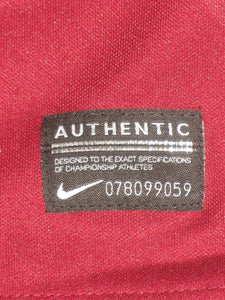 AUTHENTIC
DESIGNED TO THE EXACT SPECIFICATIONS
OF CHAMPIONSHIP ATHLETES
078099059